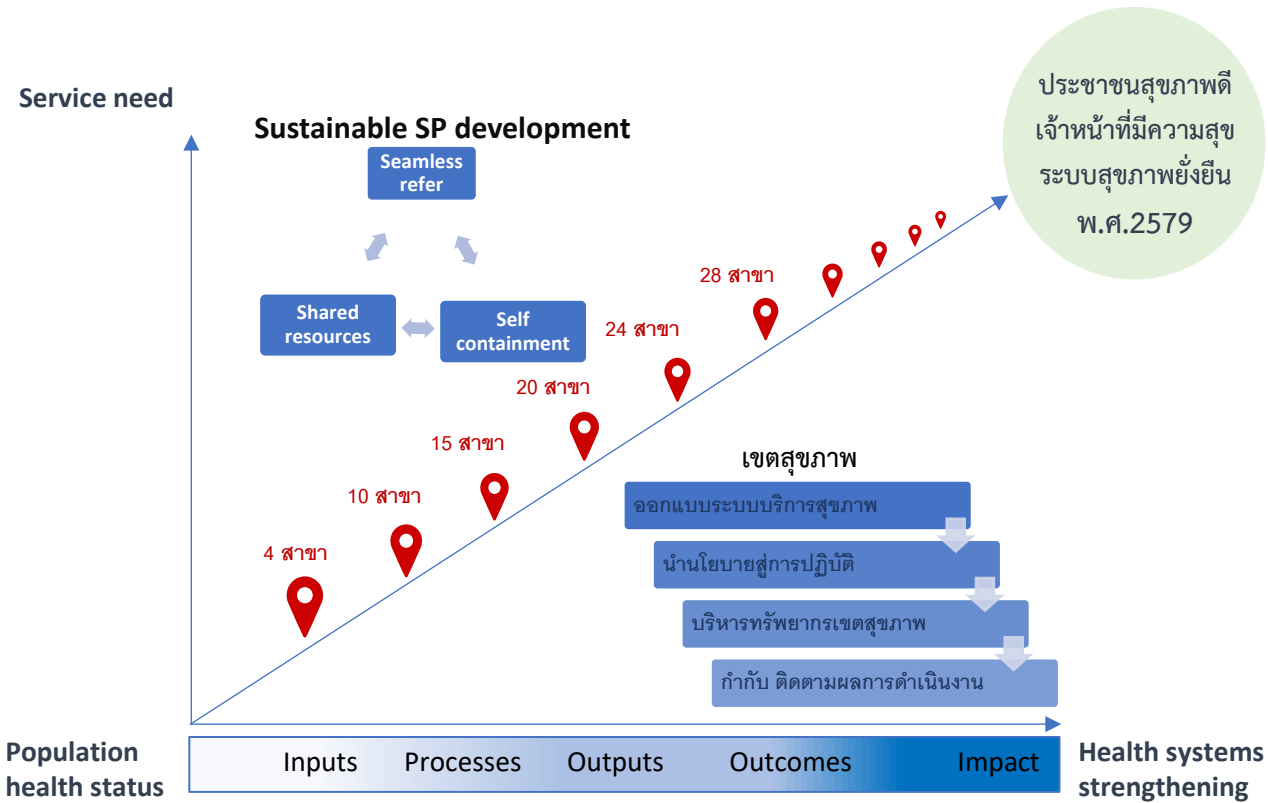 Service need
Sustainable SP development
Seamless
refer
Shared
resources
Self
containment
ประชาชนสุขภาพดี
เจ้าหน้าที่มีความสุข
ระบบสุขภาพยั่งยืน
พ.ศ.2579
28 สาขา
24 สาขา
20 สาขา
15 สาขา
10 สาขา
4 สาขา
เขตสุขภาพ
ออกแบบระบบบริการสุขภาพ
นำนโยบายสู่การปฏิบัติ
บริหารทรัพยากรเขตสุขภาพ
กำกับ ติดตามผลการดำเนินงาน
Population
health status
Inputs
Processes
Outputs
Outcomes
Impact
Health systems
strengthening